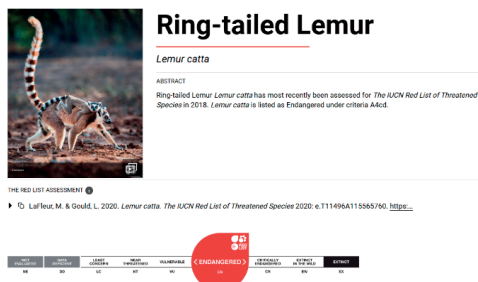 Ring-tailed Lemur
Lemur catta
ABSTRACT
Ring-tailed Lemur Lemur catta has most recently been assessed for The IUCN Red List of Threatened
Species in 2018. Lemur catta is listed as Endangered under criteria A4cd.
THE RED LIST ASSESSMENT
LaFleur, M. & Gould, L. 2020. Lemur catta. The IUCN Red List of Threatened Species 2020: e.T11496A115565760. https:...
NOT EVALUATED
DATA DEFICIENT
LEAST CONCERN
NEAR THREATENED
VULNERABLE
< ENDANGERED >
CRITICALLY ENDANGERED
EXTINCT IN THE WILD
EXTINCT
NE
DD
LC
NT
VU
EN
CR
EW
EX